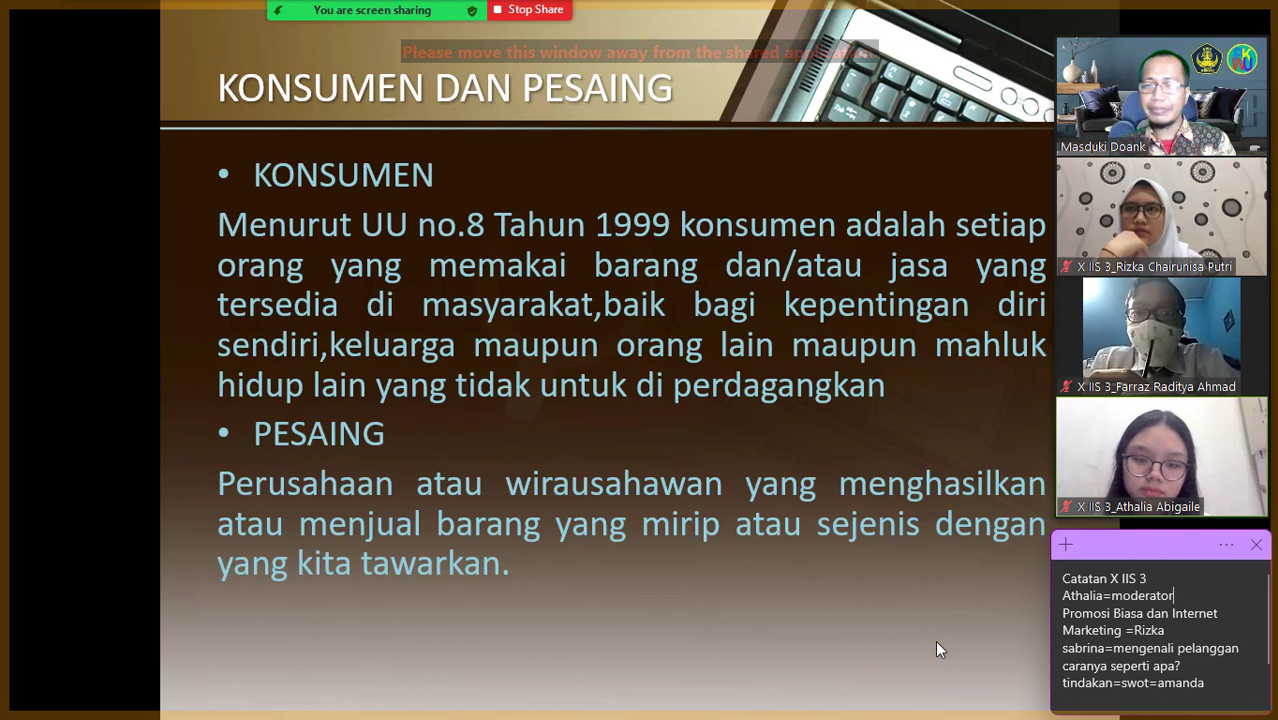 You are screen sharing
Stop Share
Please move this window away from the shared application
KONSUMEN DAN PESAING
• KONSUMEN
Menurut UU no.8 Tahun 1999 konsumen adalah setiap
orang yang memakai barang dan/atau jasa yang
tersedia di masyarakat,baik bagi kepentingan diri
sendiri,keluarga maupun orang lain maupun mahluk
hidup lain yang tidak untuk di perdagangkan
• PESAING
Perusahaan atau wirausahawan yang menghasilkan
atau menjual barang yang mirip atau sejenis dengan
yang kita tawarkan.
Masduki Doank
X IIS 3_Rizka Chairunisa Putri
X IIS 3_Farraz Raditya Ahmad
X IIS 3_Athalia Abigaile
Catatan X IIS 3
Athalia=moderator
Promosi Biasa dan Internet
Marketing =Rizka
sabrina=mengenali pelanggan
caranya seperti apa?
tindakan=swot=amanda